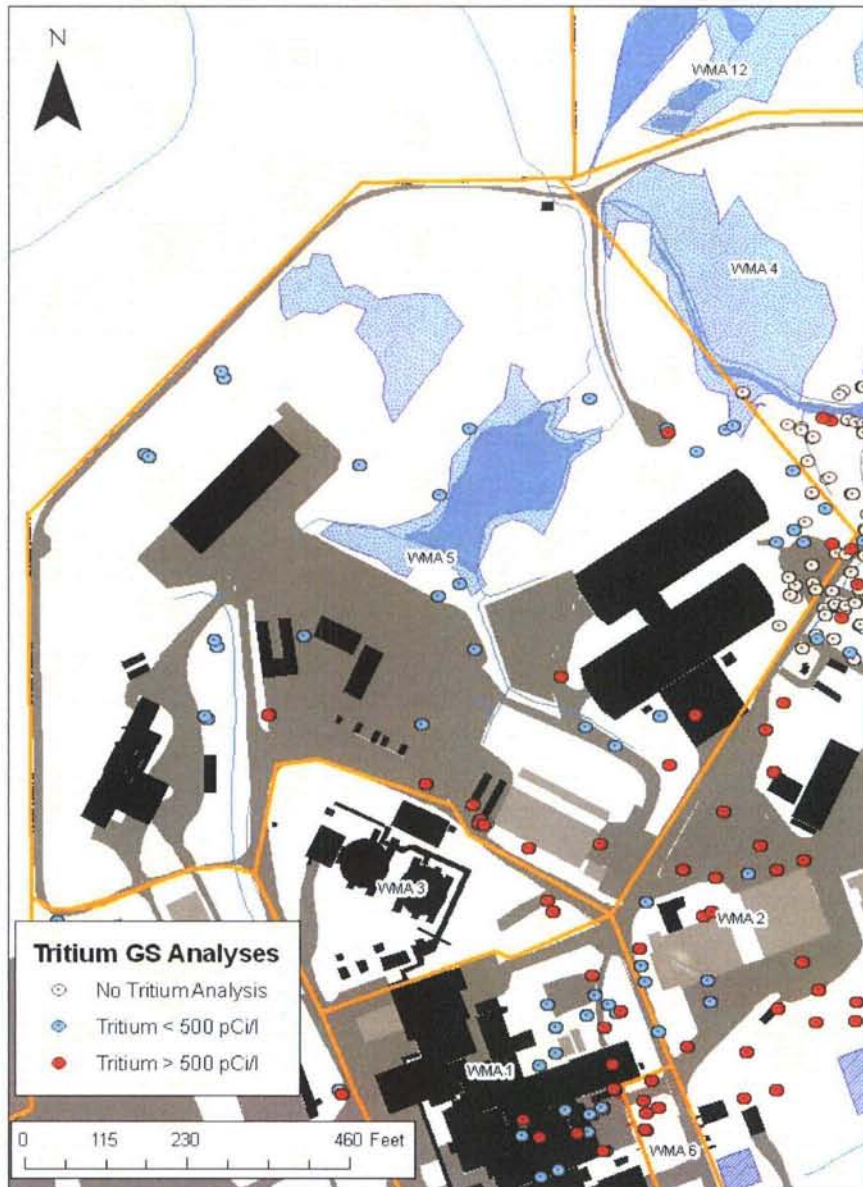 N
WMA 12
WMA 4
WMA 5
WMA 3
WMA 2
WMA 1
WMA 6
Tritium GS Analyses
No Tritium Analysis
Tritium < 500 pCi/l
Tritium > 500 pCi/l
0 115 230 460 Feet